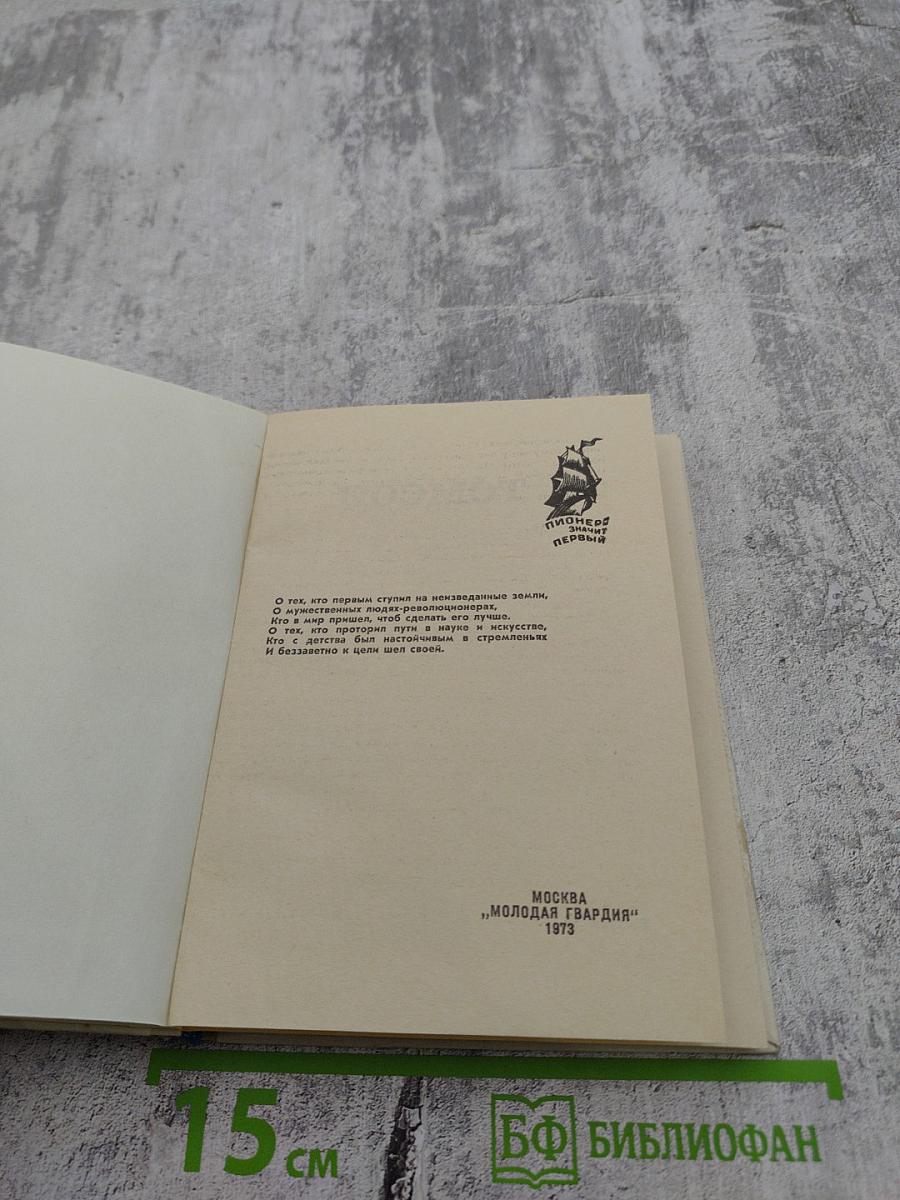 ПИОНЕР
ЗНАЧИТ
ПЕРВЫЙ
О тех, кто первым ступил на неизведанные земли,
О мужественных людях-революционерах,
Кто в мир пришел, чтоб сделать его лучше.
О тех, кто проторил пути в науке и искусстве,
Кто с детства был настойчивым в стремленьях
И беззаветно к цели шел своей.
МОСКВА
„МОЛОДАЯ ГВАРДИЯ“
1973
15 см
БФ БИБЛИОФАН